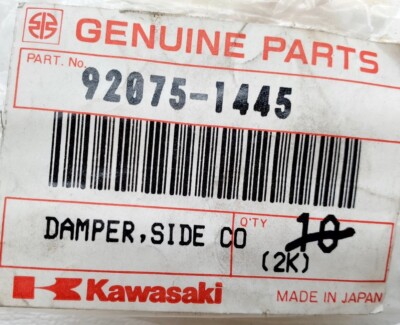 GENUINE PARTS
PART. No.
92075-1445
DAMPER,SIDE CO
Q'TY
10
(2K)
Kawasaki
MADE IN JAPAN